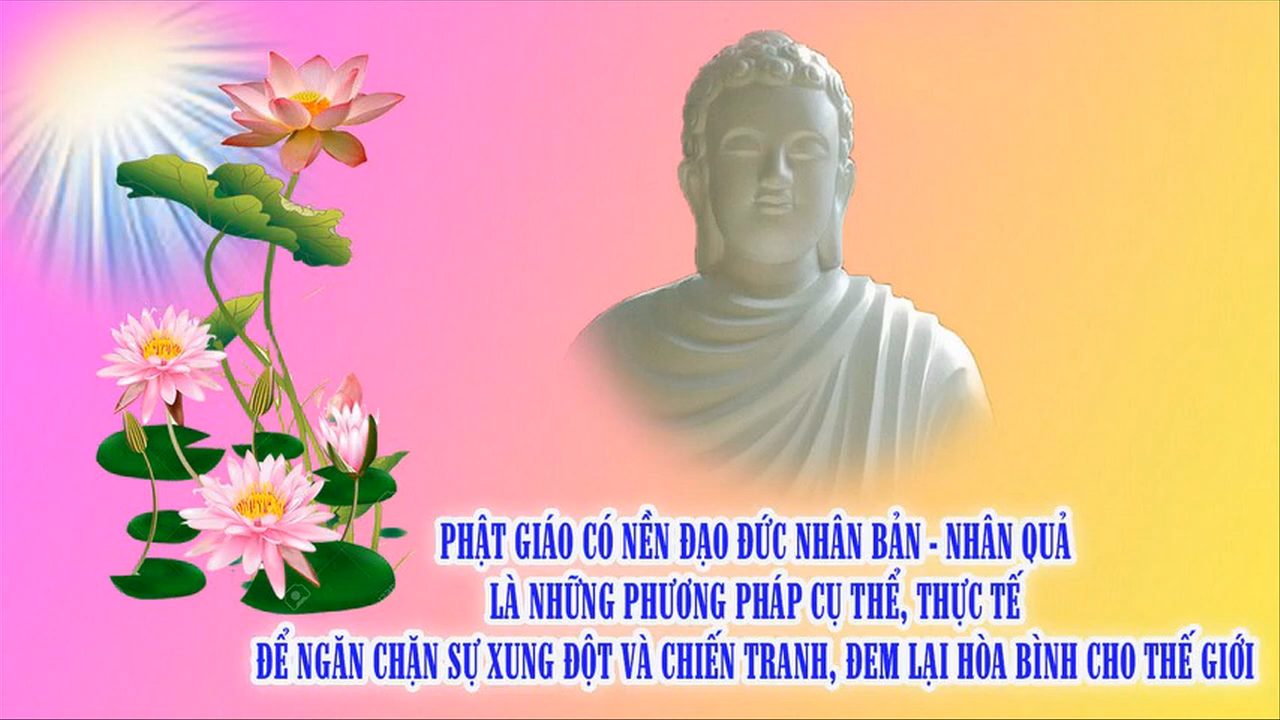 PHẬT GIÁO CÓ NỀN ĐẠO ĐỨC NHÂN BẢN - NHÂN QUẢ
LÀ NHỮNG PHƯƠNG PHÁP CỤ THỂ, THỰC TẾ
ĐỂ NGĂN CHẶN SỰ XUNG ĐỘT VÀ CHIẾN TRANH, ĐEM LẠI HÒA BÌNH CHO THẾ GIỚI